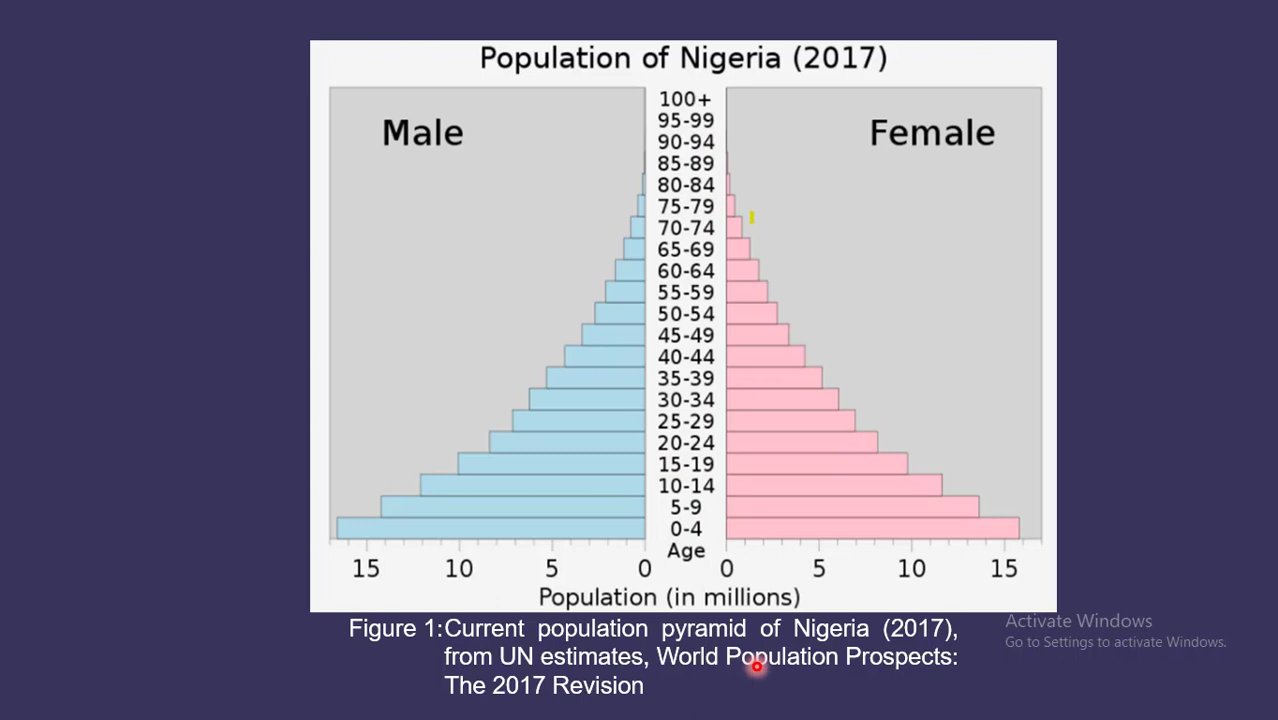 Population of Nigeria (2017)
Male
Female
100+
95-99
90-94
85-89
80-84
75-79
70-74
65-69
60-64
55-59
50-54
45-49
40-44
35-39
30-34
25-29
20-24
15-19
10-14
5-9
0-4
Age
15 10 5 0 0 5 10 15
Population (in millions)
Figure 1: Current population pyramid of Nigeria (2017),
from UN estimates, World Population Prospects:
The 2017 Revision
Activate Windows
Go to Settings to activate Windows.